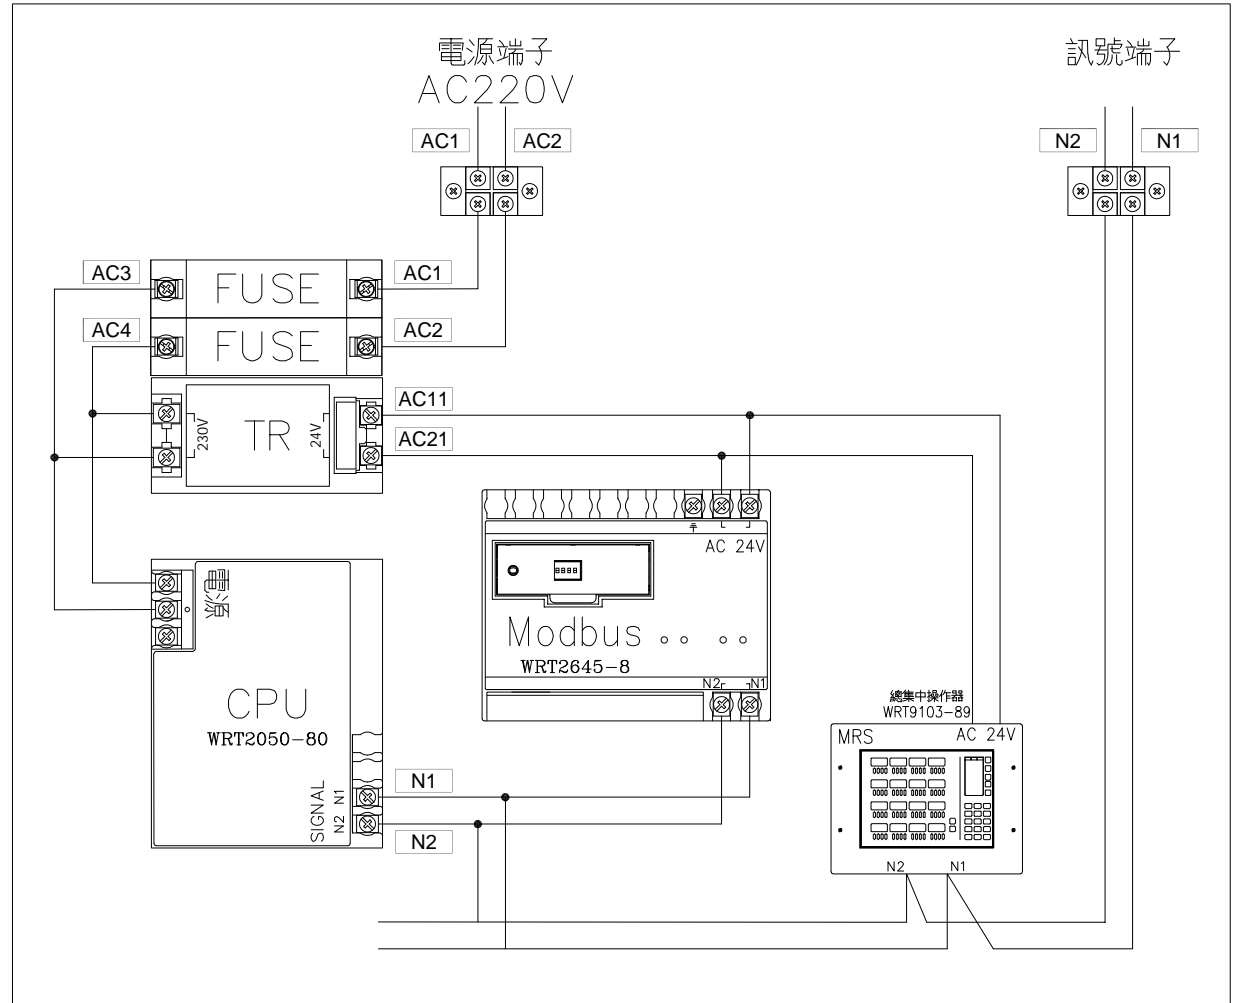 電源端子
AC220V
訊號端子
AC1
AC2
N2
N1
AC3
FUSE
AC1
AC4
FUSE
AC2
230V
TR
24V
AC11
AC21
AC 24V
電源
Modbus
WRT2645-8
N2
N1
CPU
WRT2050-80
SIGNAL
N2 N1
N1
N2
總集中操作器
WRT9103-89
MRS
AC 24V
N2
N1